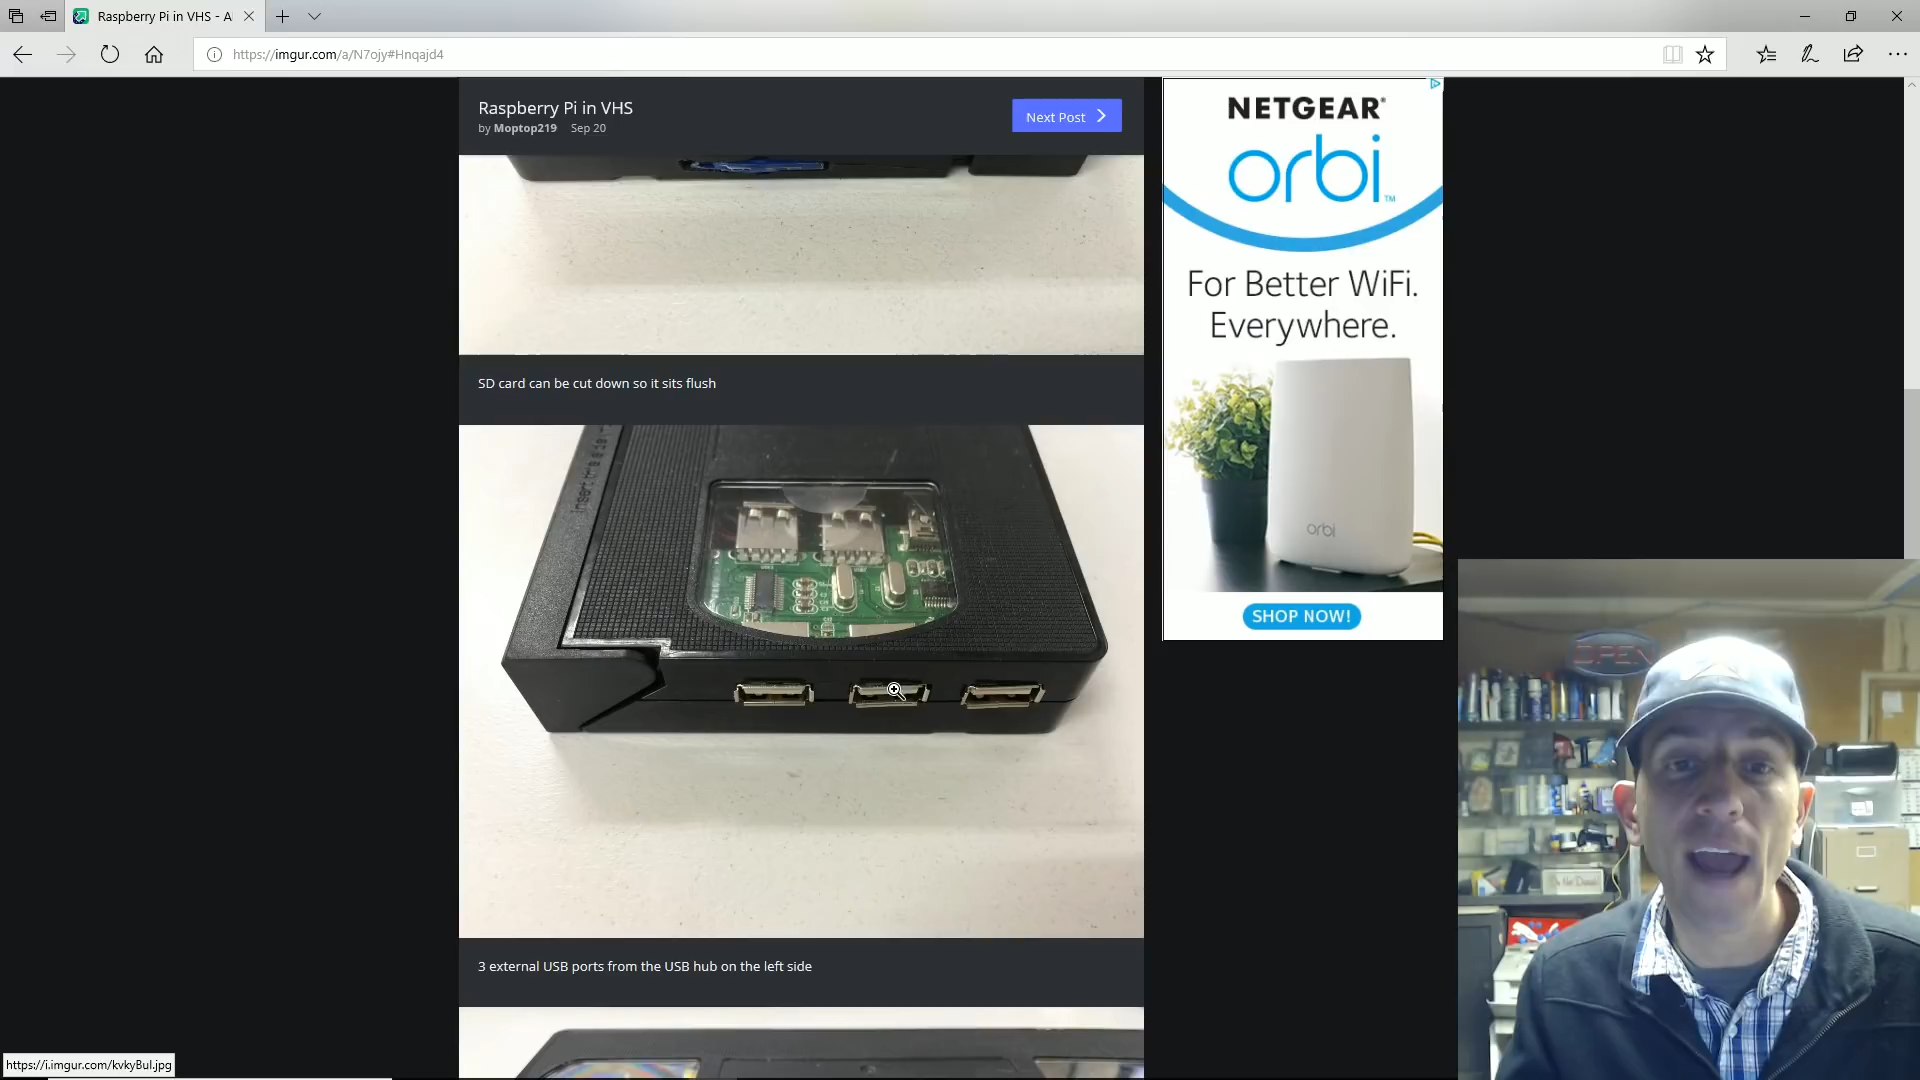 Raspberry Pi in VHS - A
https://imgur.com/a/N7ojy#Hnqajd4
Raspberry Pi in VHS
by Moptop219 Sep 20
Next Post
NETGEAR®
orbi™
For Better WiFi.
Everywhere.
orbi
SHOP NOW!
SD card can be cut down so it sits flush
3 external USB ports from the USB hub on the left side
OPEN
https://i.imgur.com/kvkyBul.jpg